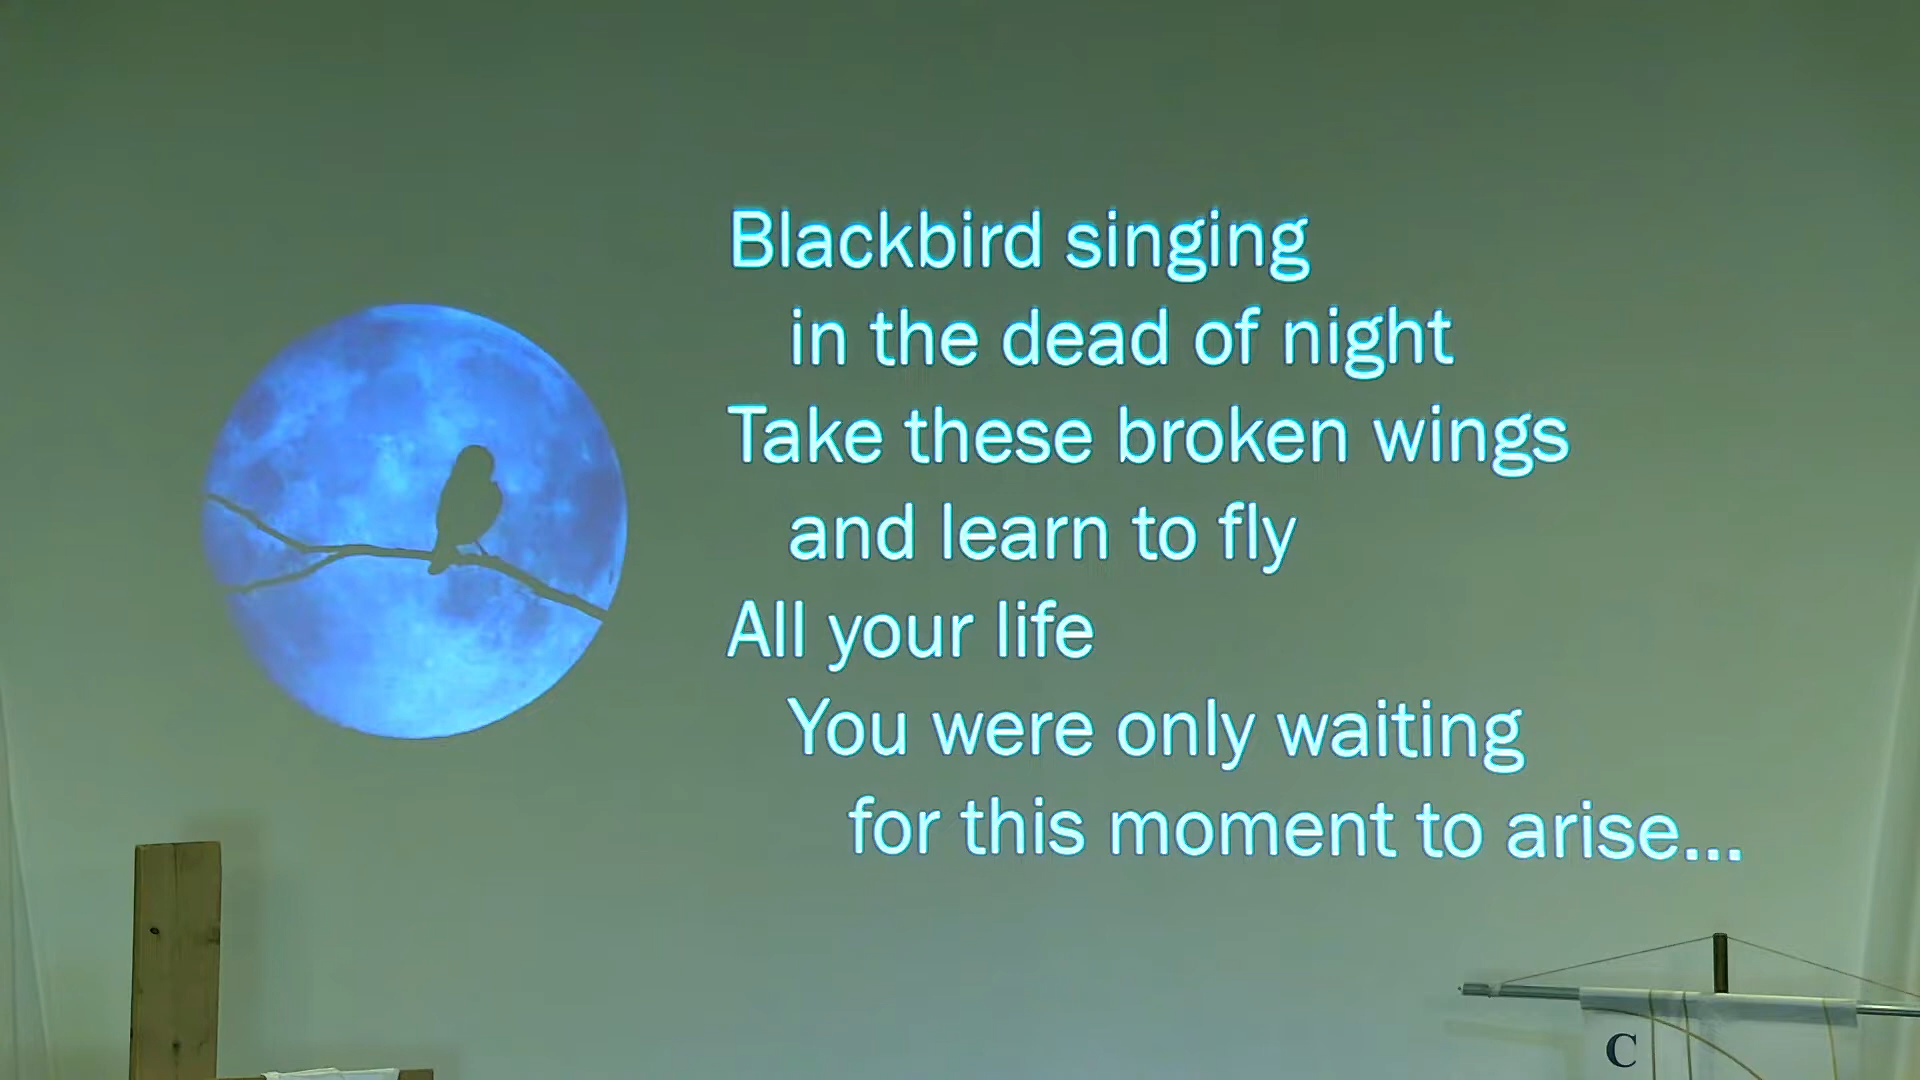 Blackbird singing
in the dead of night
Take these broken wings
and learn to fly
All your life
You were only waiting
for this moment to arise...
C